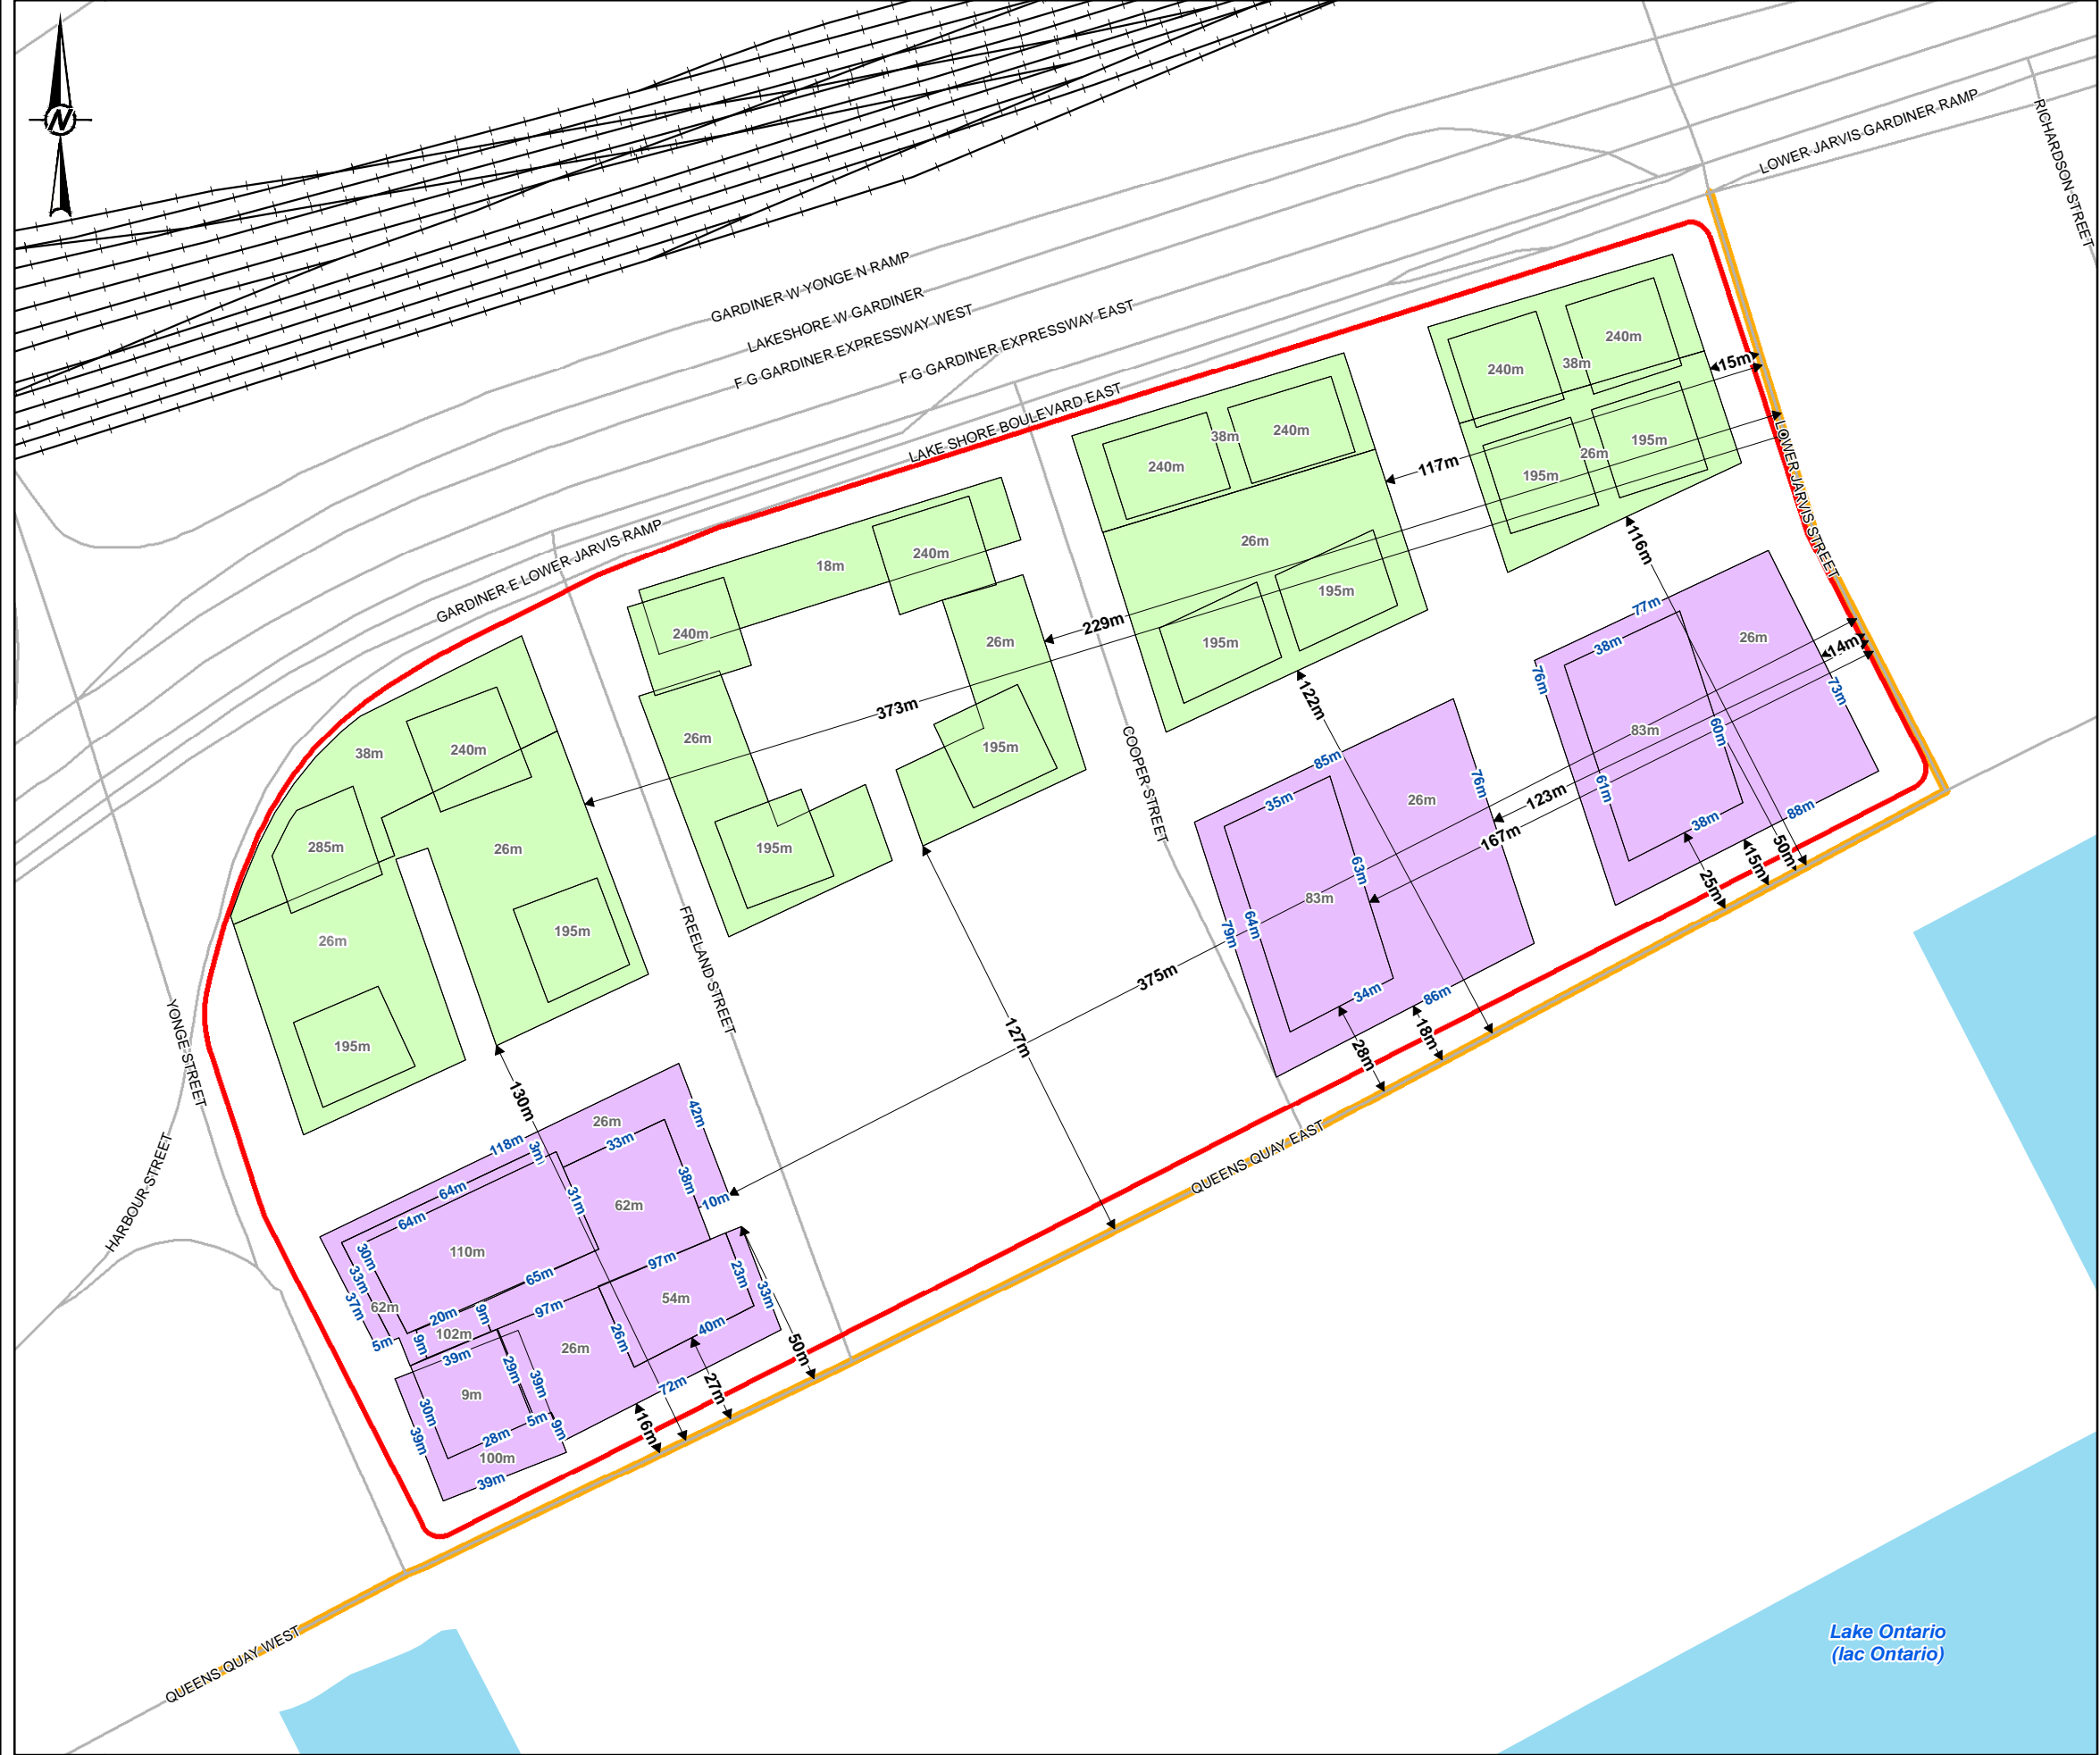 N
GARDINER W YONGE N RAMP
LAKESHORE W GARDINER
F G GARDINER EXPRESSWAY WEST
F G GARDINER EXPRESSWAY EAST
LAKE SHORE BOULEVARD EAST
GARDINER E LOWER JARVIS RAMP
LOWER JARVIS GARDINER RAMP
RICHARDSON STREET
LOWER JARVIS STREET
240m
38m
240m
15m
195m
26m
195m
117m
116m
240m
38m
240m
26m
195m
195m
229m
122m
18m
240m
240m
26m
26m
195m
195m
373m
127m
38m
240m
285m
26m
26m
195m
195m
130m
COOPER STREET
FREELAND STREET
YONGE STREET
HARBOUR STREET
77m
38m
26m
14m
76m
73m
83m
60m
61m
38m
88m
50m
15m
25m
123m
167m
85m
35m
76m
26m
63m
83m
64m
79m
34m
86m
18m
28m
375m
118m
3m
26m
33m
42m
64m
64m
31m
38m
10m
62m
30m
33m
37m
110m
62m
65m
97m
23m
33m
54m
20m
9m
97m
5m
9m
102m
39m
26m
26m
40m
50m
29m
39m
9m
72m
27m
30m
5m
9m
28m
39m
100m
39m
16m
QUEENS QUAY EAST
QUEENS QUAY WEST
Lake Ontario
(lac Ontario)